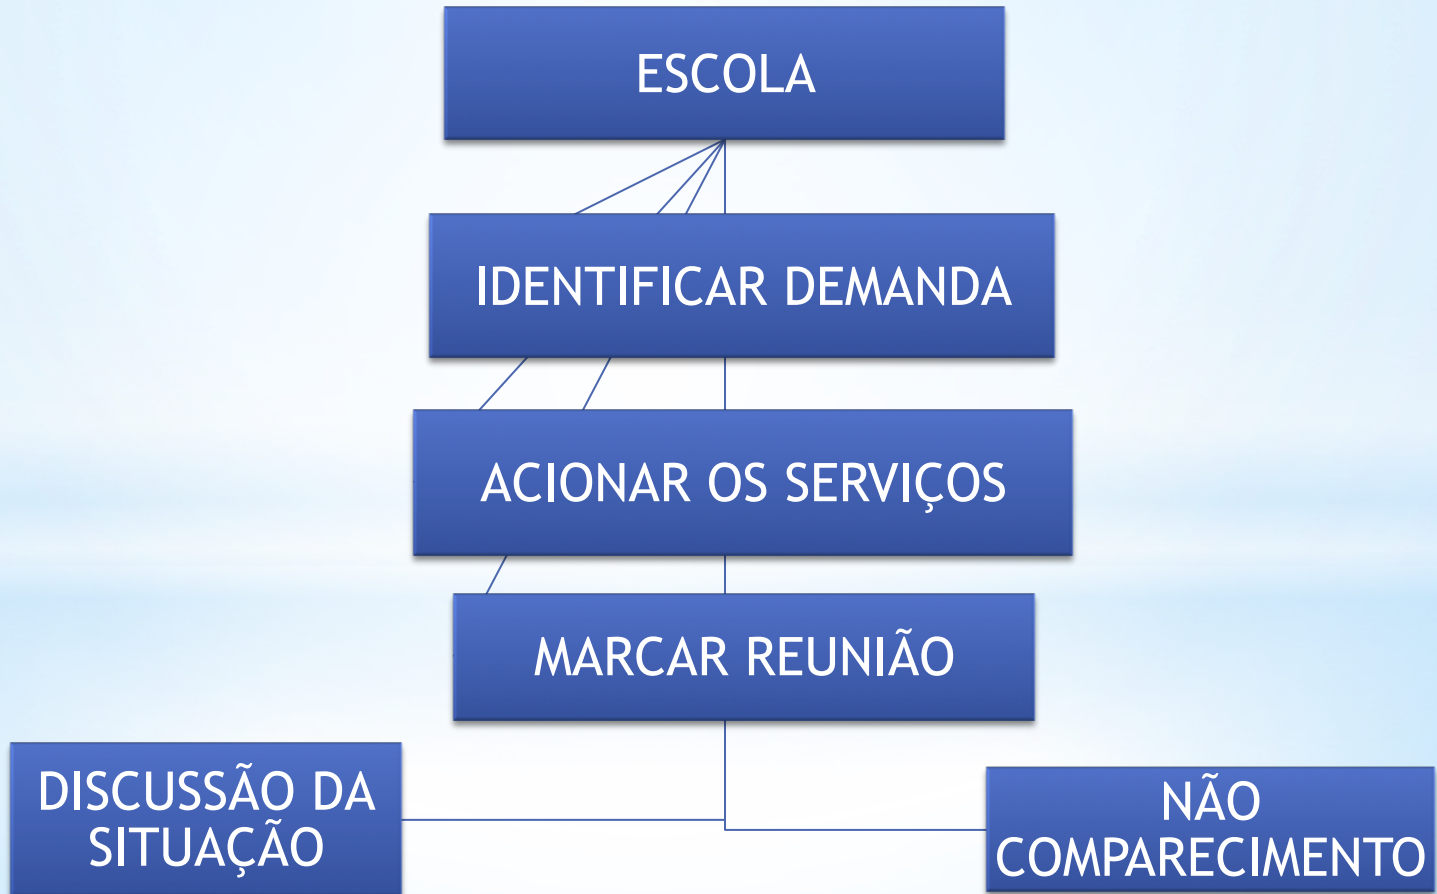 ESCOLA
IDENTIFICAR DEMANDA
ACIONAR OS SERVIÇOS
MARCAR REUNIÃO
DISCUSSÃO DA
SITUAÇÃO
NÃO
COMPARECIMENTO